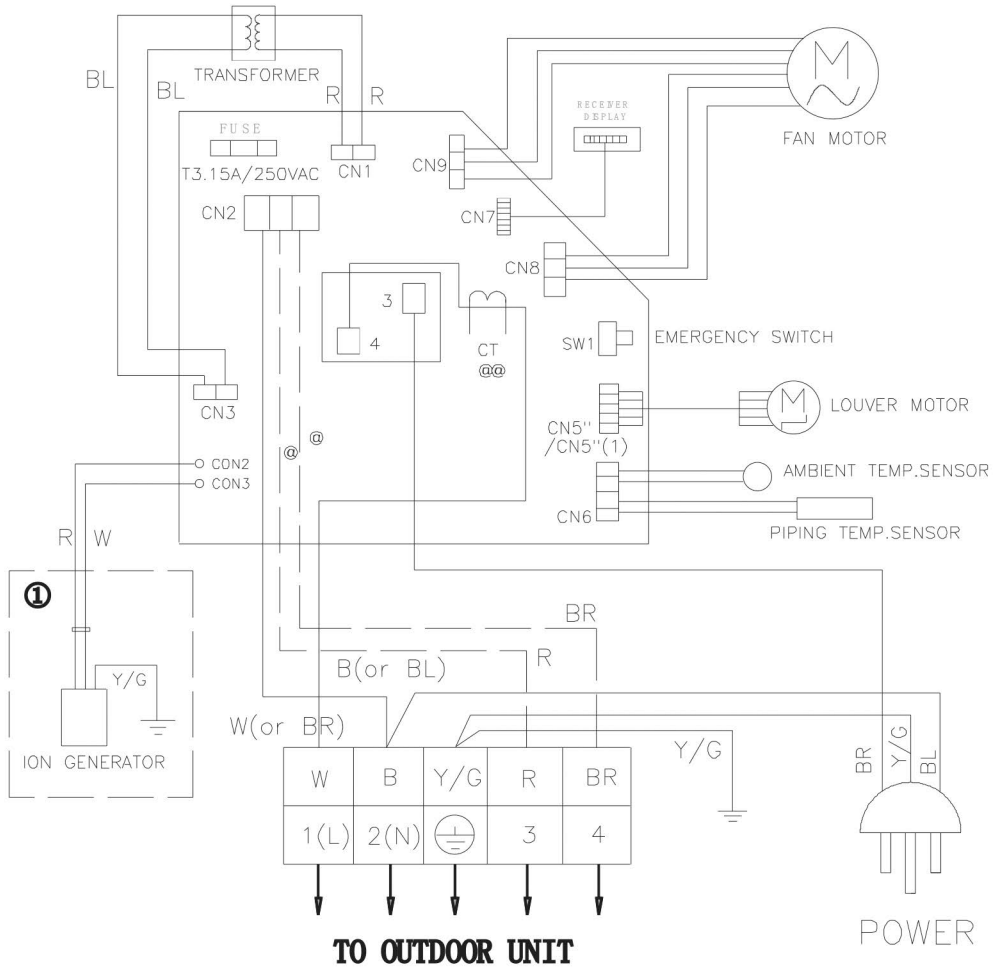 TRANSFORMER
BL
BL
R
R
M
FAN MOTOR
RECEIVER
DISPLAY
FUSE
T3.15A/250VAC
CN1
CN9
CN2
CN7
CN8
3
4
CT
@@
SW1
EMERGENCY SWITCH
CN3
M
LOUVER MOTOR
CN5"
/CN5"(1)
@
@
CON2
CON3
AMBIENT TEMP.SENSOR
CN6
PIPING TEMP.SENSOR
R
W
①
BR
R
B(or BL)
Y/G
W(or BR)
ION GENERATOR
Y/G
BR
Y/G
BL
W
B
Y/G
R
BR
1(L)
2(N)
3
4
TO OUTDOOR UNIT
POWER